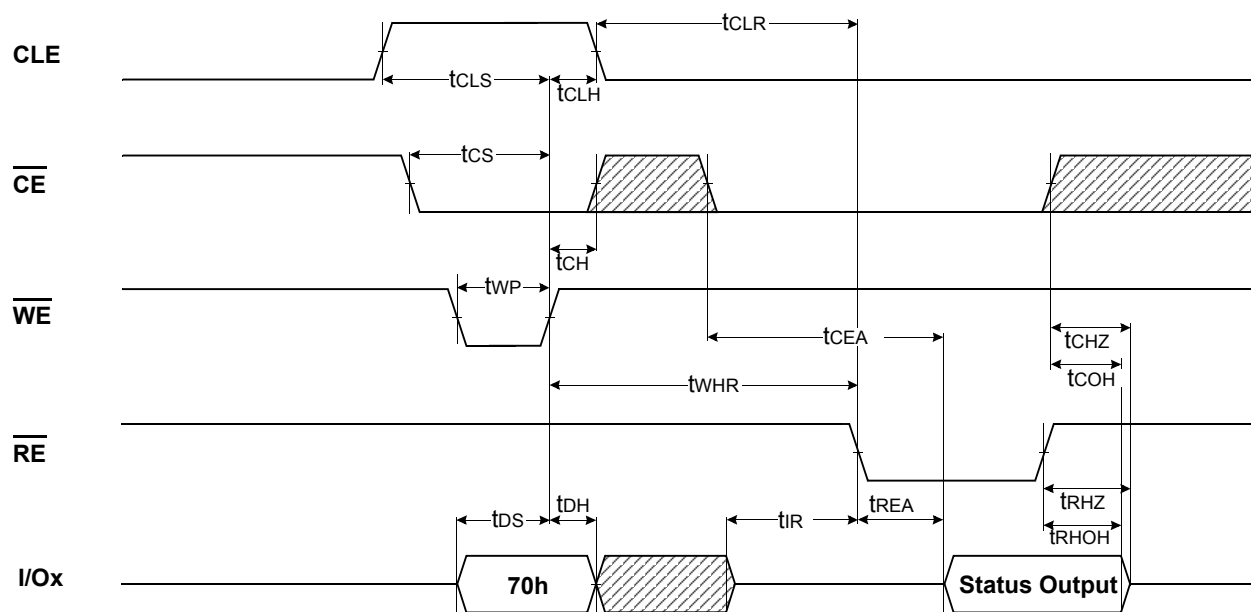 CLE
tCLR
tCLS
tCLH
CE
tCS
tCH
WE
tWP
tCEA
tCHZ
tCOH
tWHR
RE
tDS
tDH
tIR
tREA
tRHZ
tRHOH
I/Ox
70h
Status Output